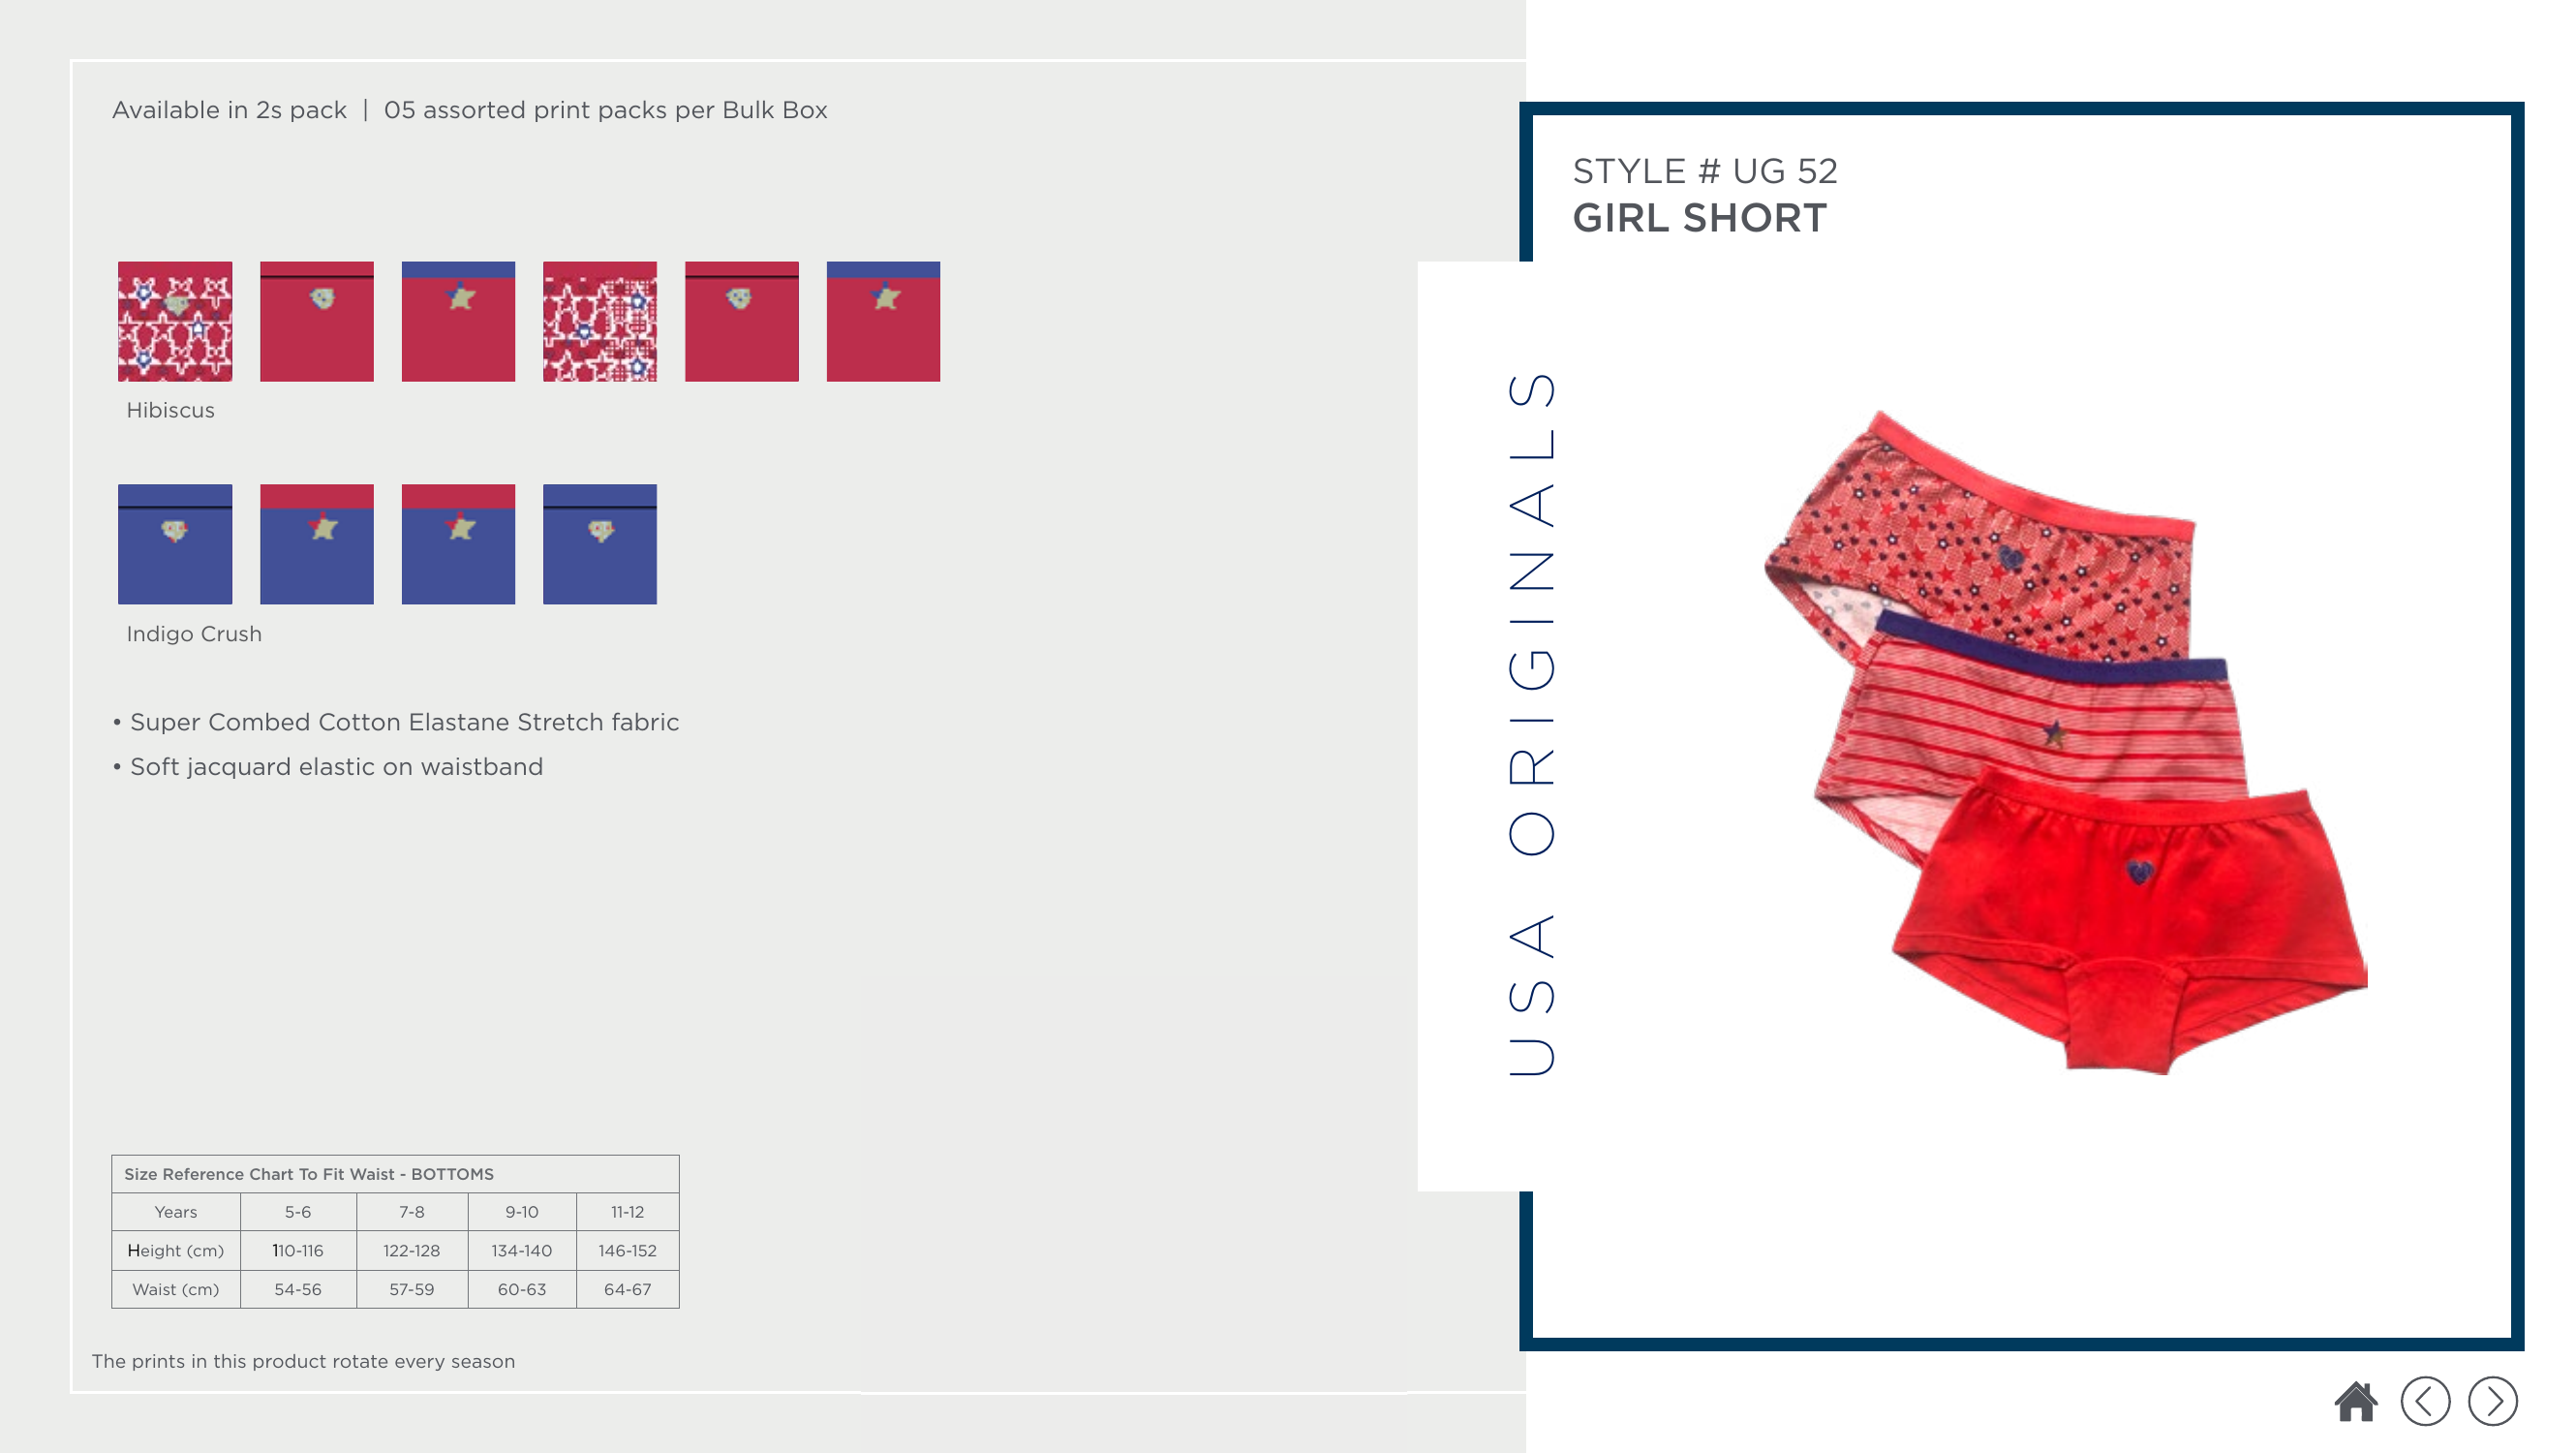 Available in 2s pack | 05 assorted print packs per Bulk Box
Hibiscus
Indigo Crush
• Super Combed Cotton Elastane Stretch fabric
• Soft jacquard elastic on waistband
Size Reference Chart To Fit Waist - BOTTOMS
Years 5-6 7-8 9-10 11-12
Height (cm) 110-116 122-128 134-140 146-152
Waist (cm) 54-56 57-59 60-63 64-67
The prints in this product rotate every season
USA ORIGINALS
STYLE # UG 52
GIRL SHORT